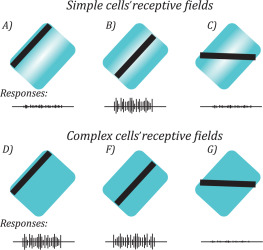 Simple cells' receptive fields
A) B) C)
Responses:
Complex cells' receptive fields
D) F) G)
Responses: